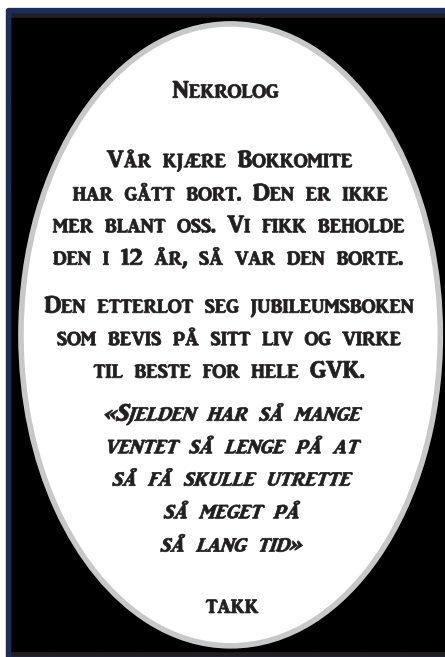 Nekrolog
Vår kjære Bokkomite
har gått bort. Den er ikke
mer blant oss. Vi fikk beholde
den i 12 år, så var den borte.
Den etterlot seg jubileumsboken
som bevis på sitt liv og virke
til beste for hele GVK.
«Sjelden har så mange
ventet så lenge på at
så få skulle utrette
så meget på
så lang tid»
takk